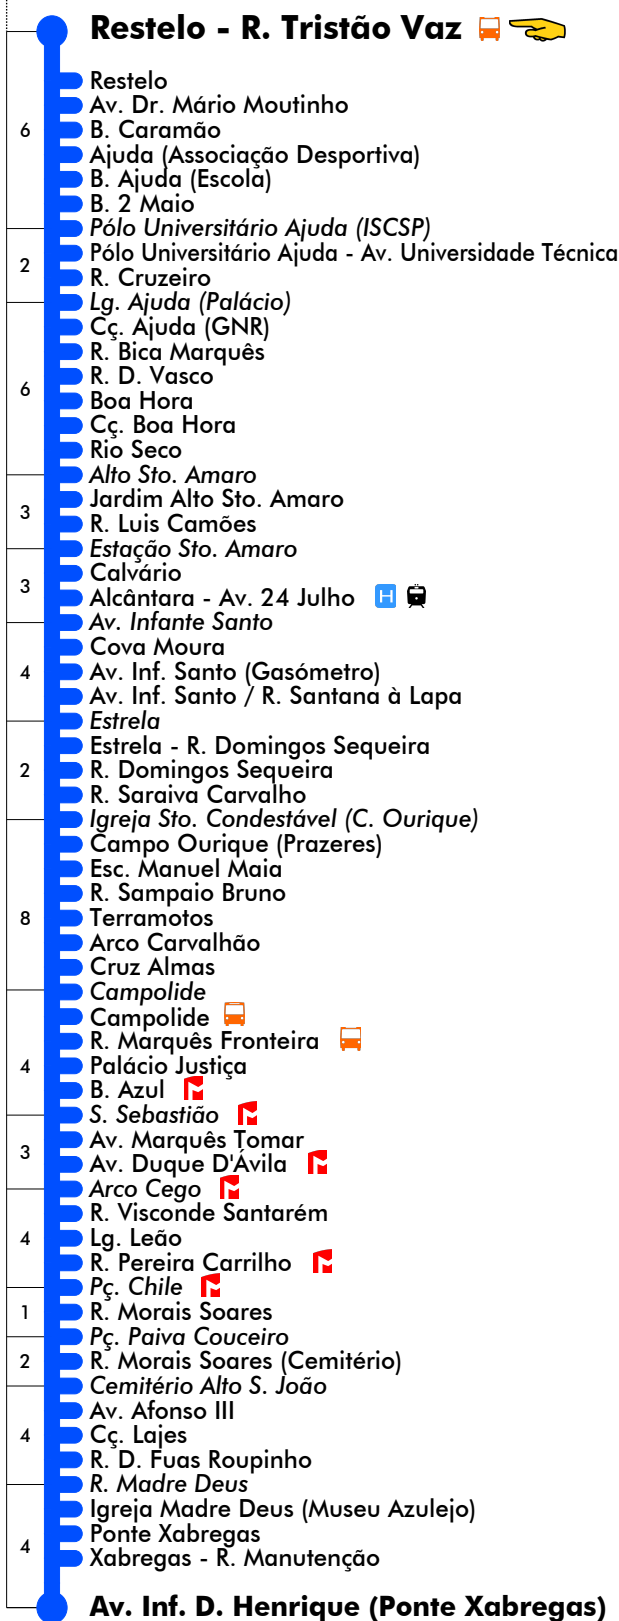 Restelo - R. Tristão Vaz
Restelo
Av. Dr. Mário Moutinho
6 B. Caramão
Ajuda (Associação Desportiva)
B. Ajuda (Escola)
B. 2 Maio
Pólo Universitário Ajuda (ISCSP)
2 Pólo Universitário Ajuda - Av. Universidade Técnica
R. Cruzeiro
Lg. Ajuda (Palácio)
Cç. Ajuda (GNR)
R. Bica Marquês
6 R. D. Vasco
Boa Hora
Cç. Boa Hora
Rio Seco
Alto Sto. Amaro
3 Jardim Alto Sto. Amaro
R. Luis Camões
Estação Sto. Amaro
3 Calvário
Alcântara - Av. 24 Julho H
Av. Infante Santo
Cova Moura
4 Av. Inf. Santo (Gasómetro)
Av. Inf. Santo / R. Santana à Lapa
Estrela
Estrela - R. Domingos Sequeira
2 R. Domingos Sequeira
R. Saraiva Carvalho
Igreja Sto. Condestável (C. Ourique)
Campo Ourique (Prazeres)
Esc. Manuel Maia
R. Sampaio Bruno
8 Terramotos
Arco Carvalhão
Cruz Almas
Campolide
Campolide
R. Marquês Fronteira
4 Palácio Justiça
B. Azul
S. Sebastião
Av. Marquês Tomar
3 Av. Duque D'Ávila
Arco Cego
R. Visconde Santarém
4 Lg. Leão
R. Pereira Carrilho
Pç. Chile
1 R. Morais Soares
Pç. Paiva Couceiro
2 R. Morais Soares (Cemitério)
Cemitério Alto S. João
Av. Afonso III
4 Cç. Lajes
R. D. Fuas Roupinho
R. Madre Deus
Igreja Madre Deus (Museu Azulejo)
4 Ponte Xabregas
Xabregas - R. Manutenção
Av. Inf. D. Henrique (Ponte Xabregas)